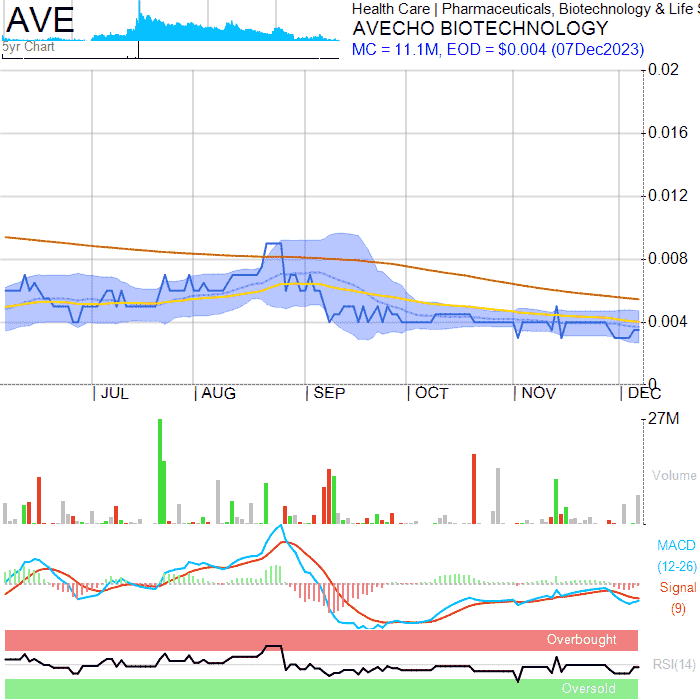 AVE
5yr Chart
Health Care | Pharmaceuticals, Biotechnology & Life S
AVECHO BIOTECHNOLOGY
MC = 11.1M, EOD = $0.004 (07Dec2023)
0.02
0.016
0.012
0.008
0.004
0
JUL
AUG
SEP
OCT
NOV
DEC
27M
Volume
MACD
(12-26)
Signal
(9)
Overbought
RSI(14)
Oversold